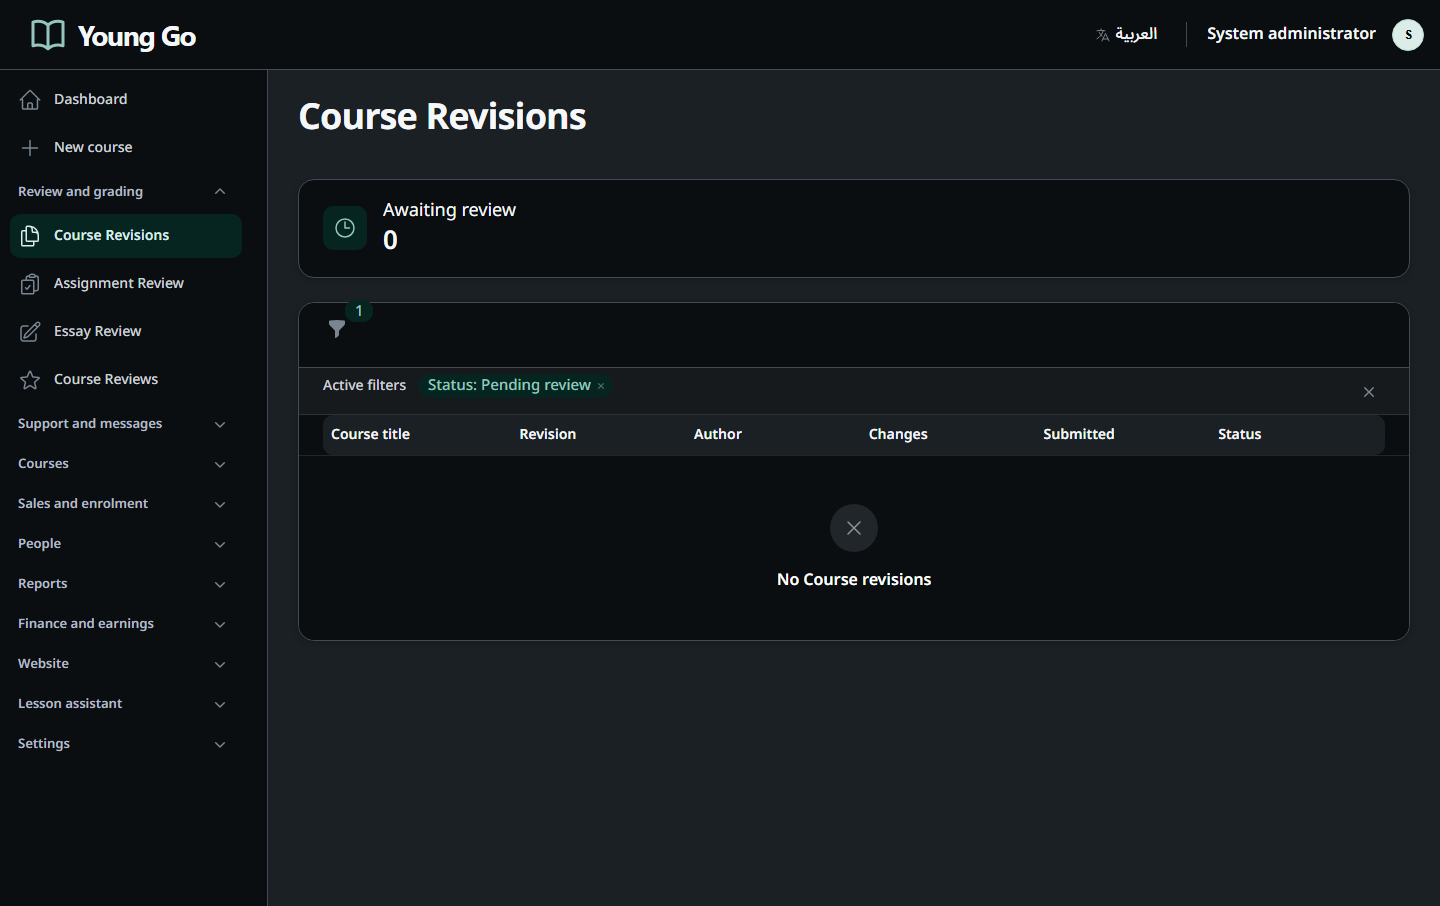 Young Go
العربية
System administrator
S
Dashboard
New course
Review and grading
Course Revisions
Assignment Review
Essay Review
Course Reviews
Support and messages
Courses
Sales and enrolment
People
Reports
Finance and earnings
Website
Lesson assistant
Settings
Course Revisions
Awaiting review
0
1
Active filters Status: Pending review ×
Course title Revision Author Changes Submitted Status
No Course revisions